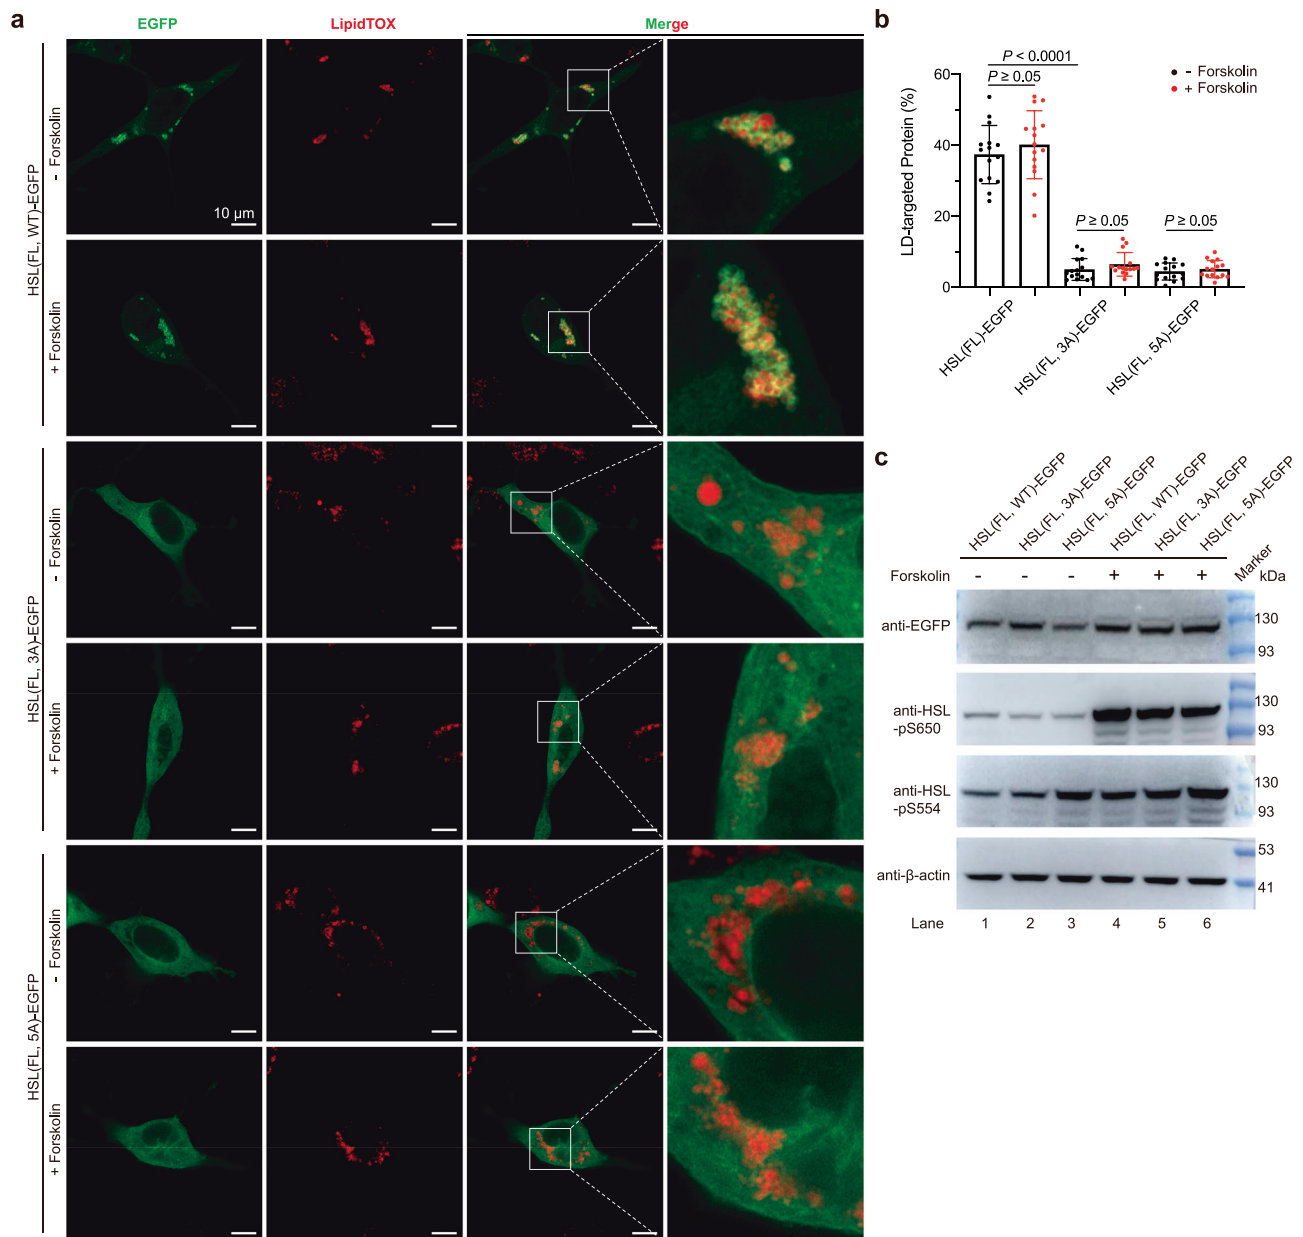 a
EGFP
LipidTOX
Merge
HSL(FL, WT)-EGFP
- Forskolin
10 µm
+ Forskolin
HSL(FL, 3A)-EGFP
- Forskolin
+ Forskolin
HSL(FL, 5A)-EGFP
- Forskolin
+ Forskolin
b
LD-targeted Protein (%)
60
40
20
0
P < 0.0001
P ≥ 0.05
P ≥ 0.05
P ≥ 0.05
- Forskolin
+ Forskolin
HSL(FL)-EGFP
HSL(FL, 3A)-EGFP
HSL(FL, 5A)-EGFP
c
HSL(FL, WT)-EGFP
HSL(FL, 3A)-EGFP
HSL(FL, 5A)-EGFP
HSL(FL, WT)-EGFP
HSL(FL, 3A)-EGFP
HSL(FL, 5A)-EGFP
Marker
Forskolin - - - + + + kDa
anti-EGFP
130
93
anti-HSL
-pS650
130
93
anti-HSL
-pS554
130
93
anti-β-actin
53
41
Lane 1 2 3 4 5 6